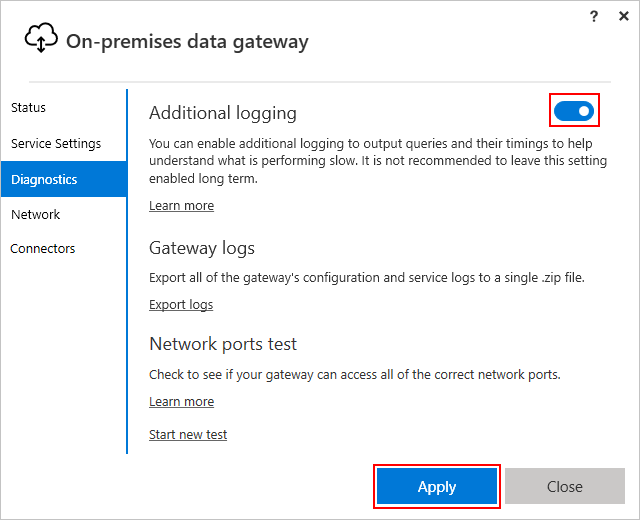 ? ×
On-premises data gateway
Status
Service Settings
Diagnostics
Network
Connectors
Additional logging
You can enable additional logging to output queries and their timings to help
understand what is performing slow. It is not recommended to leave this setting
enabled long term.
Learn more
Gateway logs
Export all of the gateway's configuration and service logs to a single .zip file.
Export logs
Network ports test
Check to see if your gateway can access all of the correct network ports.
Learn more
Start new test
Apply
Close